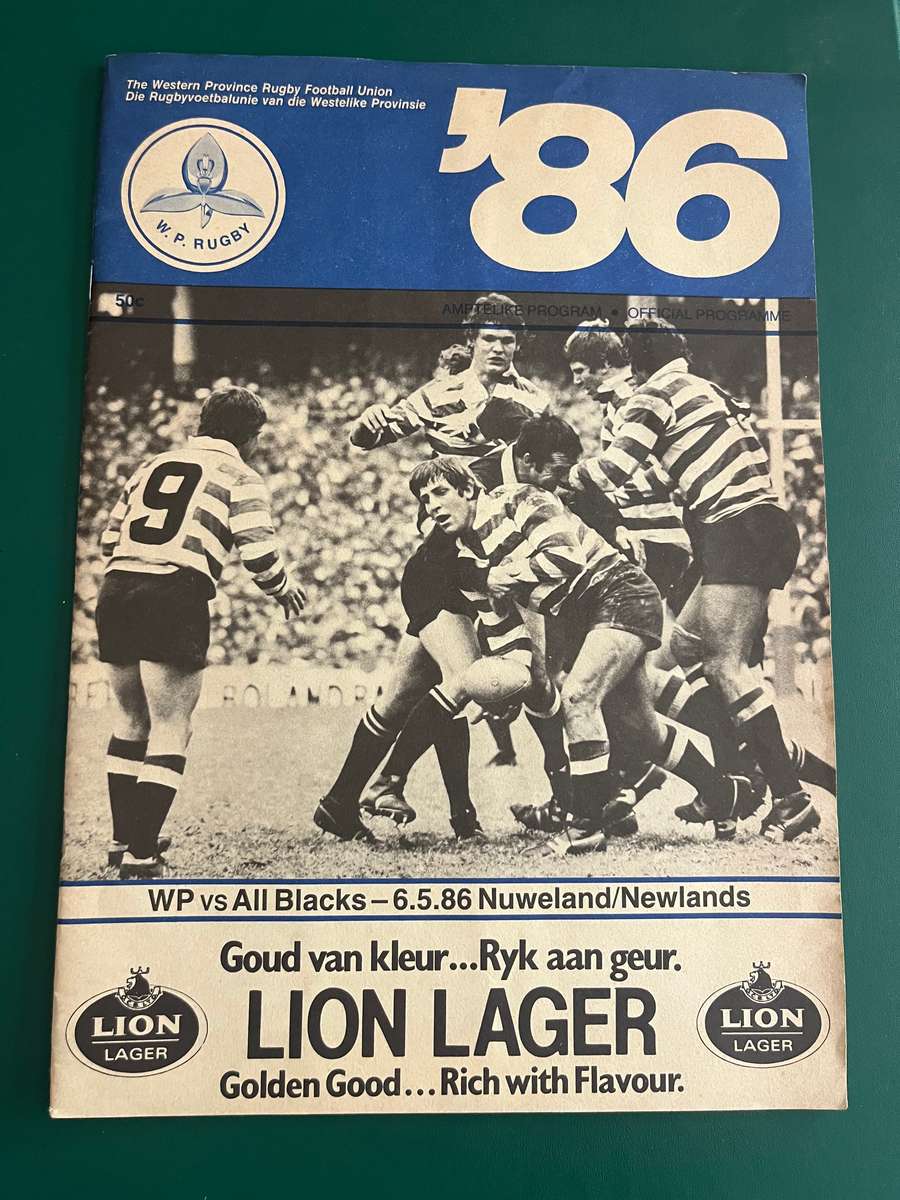 The Western Province Rugby Football Union
Die Rugbyvoetbalunie van die Westelike Provinsie
'86
W. P. RUGBY
50c
AMPTELIKE PROGRAM • OFFICIAL PROGRAMME
9
BOLAND BA
WP vs All Blacks – 6.5.86 Nuweland/Newlands
Goud van kleur...Ryk aan geur.
LION LAGER
LION LAGER
LION LAGER
Golden Good...Rich with Flavour.